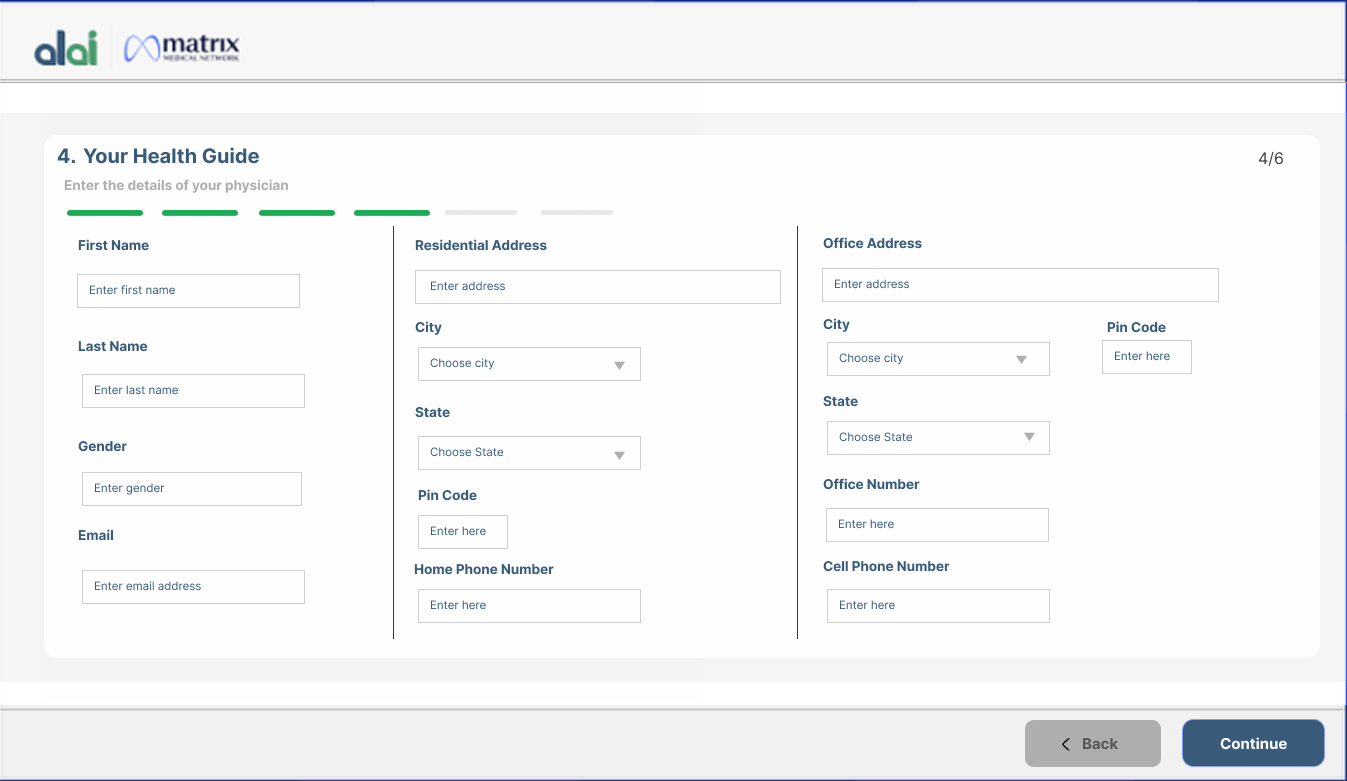 alai
matrix
MEDICAL NETWORK
4. Your Health Guide
4/6
Enter the details of your physician
First Name
Enter first name
Last Name
Enter last name
Gender
Enter gender
Email
Enter email address
Residential Address
Enter address
City
Choose city
State
Choose State
Pin Code
Enter here
Home Phone Number
Enter here
Office Address
Enter address
City
Choose city
Pin Code
Enter here
State
Choose State
Office Number
Enter here
Cell Phone Number
Enter here
Back
Continue